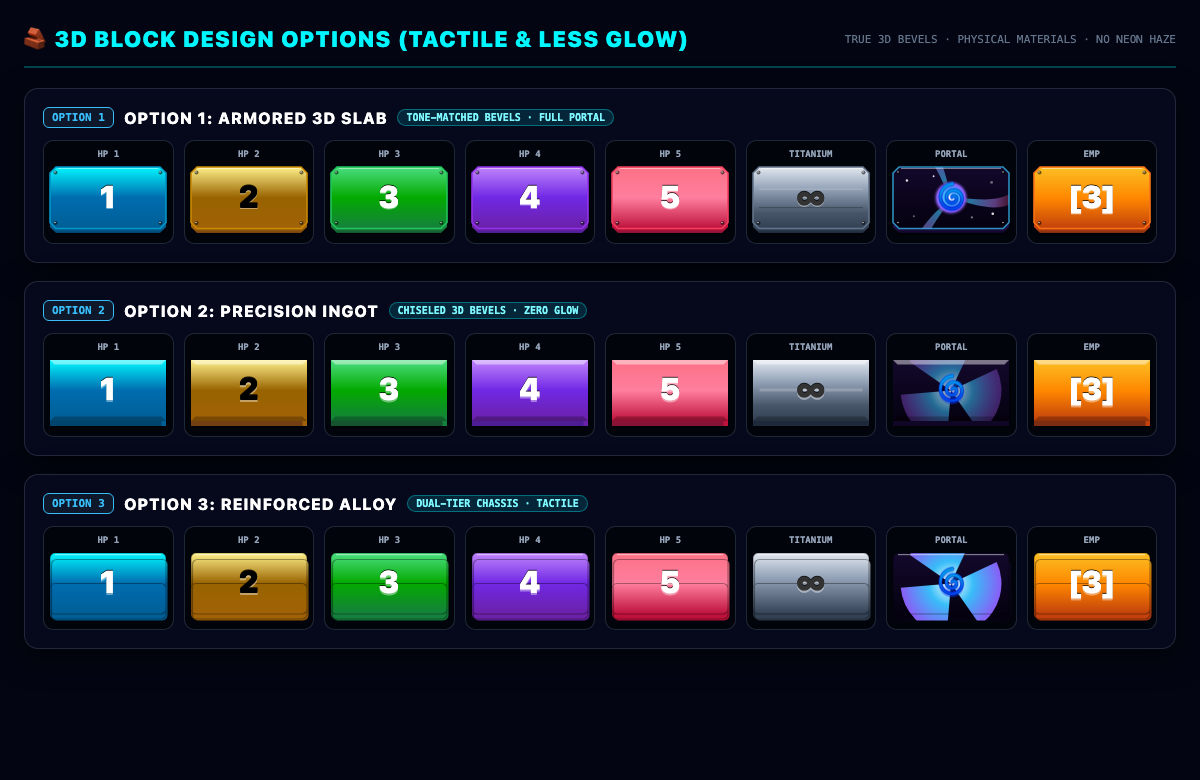 3D BLOCK DESIGN OPTIONS (TACTILE & LESS GLOW)
TRUE 3D BEVELS · PHYSICAL MATERIALS · NO NEON HAZE
OPTION 1 OPTION 1: ARMORED 3D SLAB TONE-MATCHED BEVELS · FULL PORTAL
HP 1 HP 2 HP 3 HP 4 HP 5 TITANIUM PORTAL EMP
1 2 3 4 5 ∞ [3]
OPTION 2 OPTION 2: PRECISION INGOT CHISELED 3D BEVELS · ZERO GLOW
HP 1 HP 2 HP 3 HP 4 HP 5 TITANIUM PORTAL EMP
1 2 3 4 5 ∞ [3]
OPTION 3 OPTION 3: REINFORCED ALLOY DUAL-TIER CHASSIS · TACTILE
HP 1 HP 2 HP 3 HP 4 HP 5 TITANIUM PORTAL EMP
1 2 3 4 5 ∞ [3]